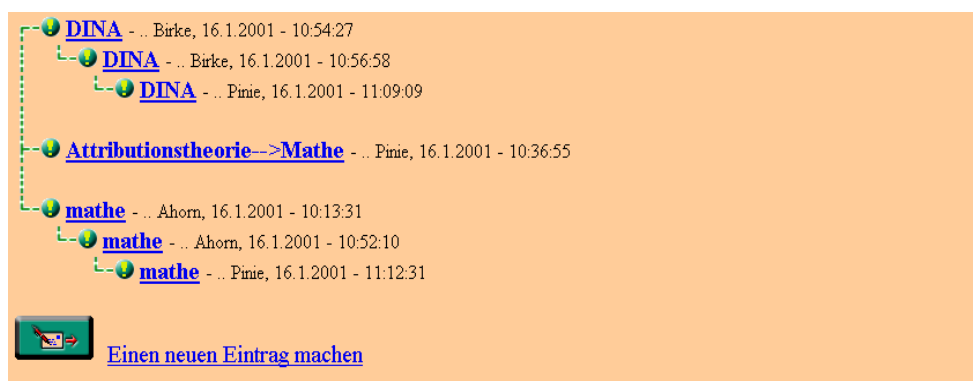 DINA - .. Birke, 16.1.2001 - 10:54:27
DINA - .. Birke, 16.1.2001 - 10:56:58
DINA - .. Pinie, 16.1.2001 - 11:09:09
Attributionstheorie-->Mathe - .. Pinie, 16.1.2001 - 10:36:55
mathe - .. Ahorn, 16.1.2001 - 10:13:31
mathe - .. Ahorn, 16.1.2001 - 10:52:10
mathe - .. Pinie, 16.1.2001 - 11:12:31
Einen neuen Eintrag machen